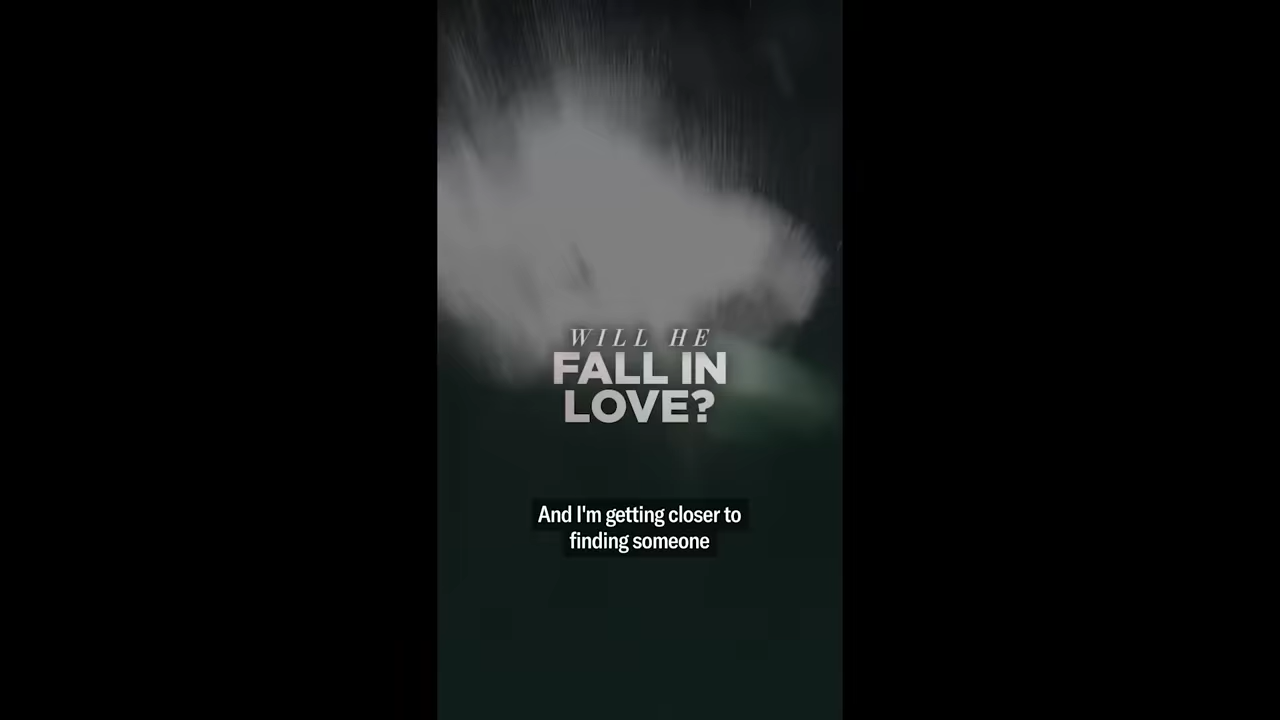 WILL HE
FALL IN
LOVE?
And I'm getting closer to
finding someone